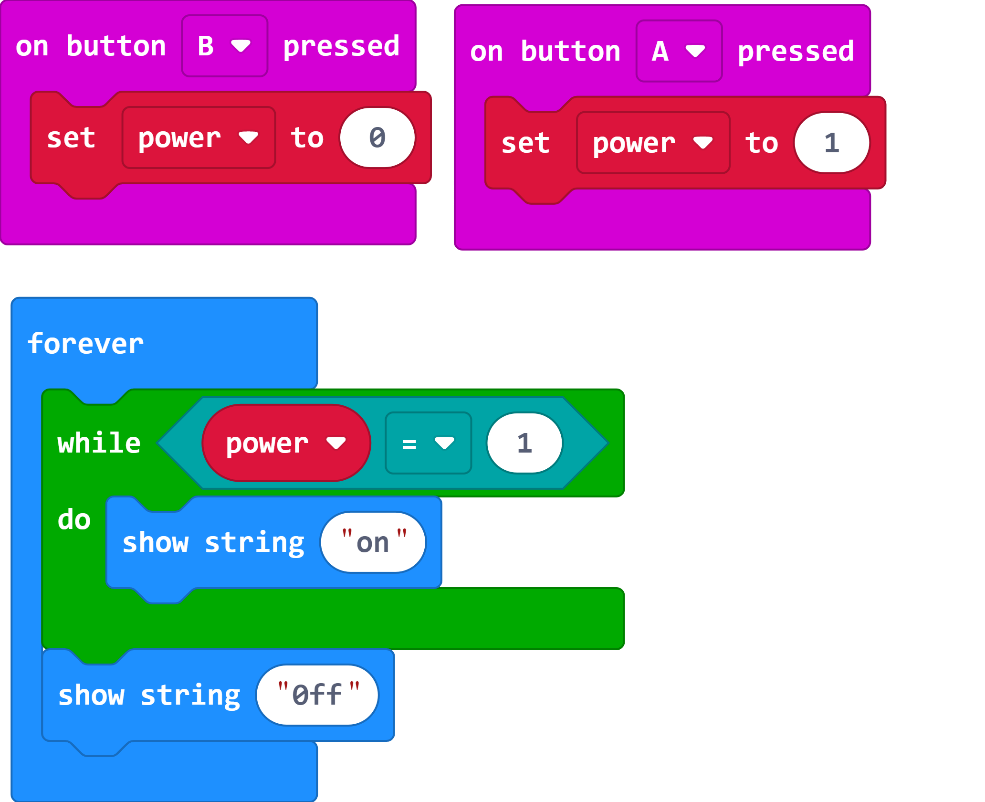 on button B pressed
set power to 0
on button A pressed
set power to 1
forever
while power = 1
do show string "on"
show string "0ff"